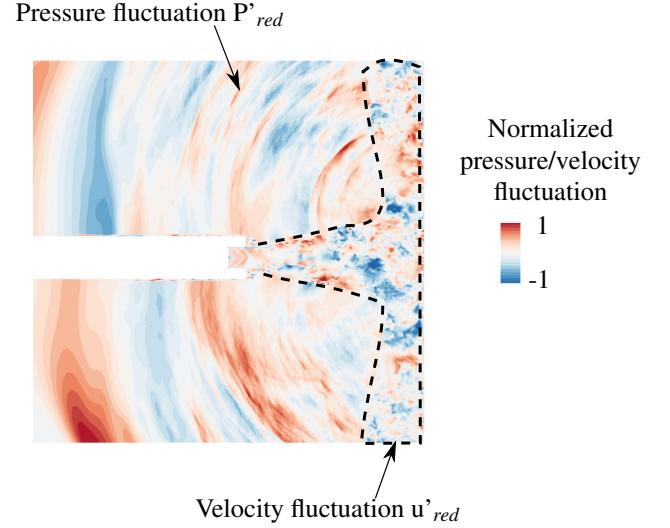 Pressure fluctuation P'red
Normalized
pressure/velocity
fluctuation
1
-1
Velocity fluctuation u'red